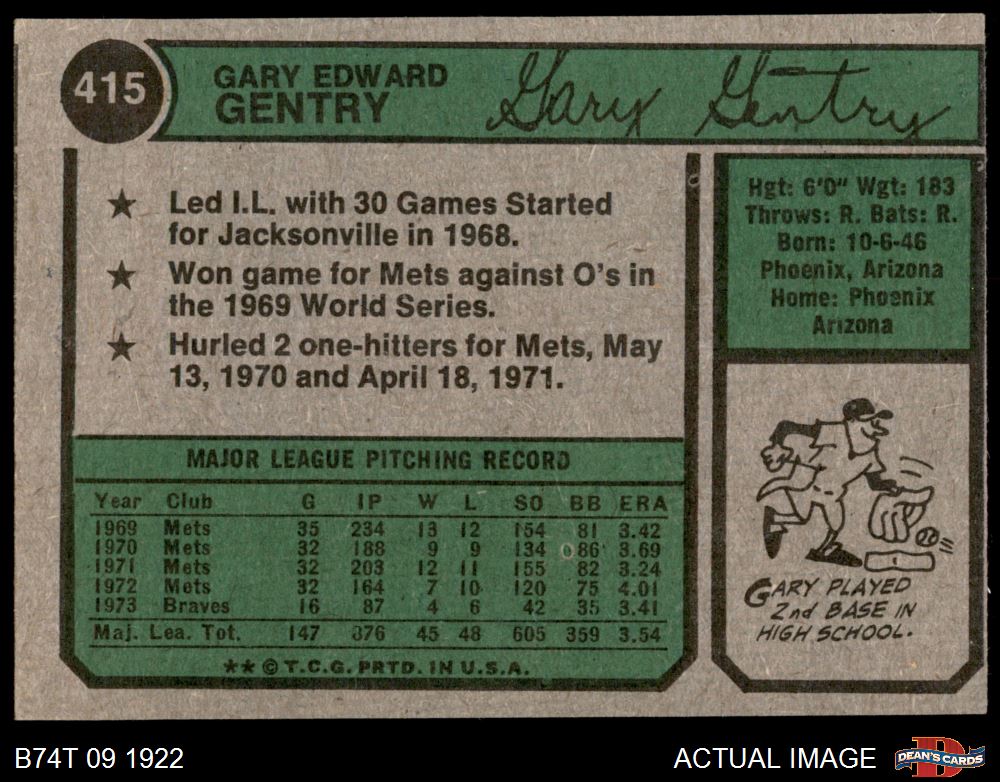 415
GARY EDWARD
GENTRY
Gary Gentry
★ Led I.L. with 30 Games Started
for Jacksonville in 1968.
★ Won game for Mets against O's in
the 1969 World Series.
★ Hurled 2 one-hitters for Mets, May
13, 1970 and April 18, 1971.
Hgt: 6'0" Wgt: 183
Throws: R. Bats: R.
Born: 10-6-46
Phoenix, Arizona
Home: Phoenix
Arizona
MAJOR LEAGUE PITCHING RECORD
Year Club G IP W L SO BB ERA
1969 Mets 35 234 13 12 154 81 3.42
1970 Mets 32 188 9 9 134 86 3.69
1971 Mets 32 203 12 11 155 82 3.24
1972 Mets 32 164 7 10 120 75 4.01
1973 Braves 16 87 4 6 42 35 3.41
Maj. Lea. Tot. 147 876 45 48 605 359 3.54
★★ © T.C.G. PRTD. IN U.S.A.
GARY PLAYED
2nd BASE IN
HIGH SCHOOL.
B74T 09 1922
ACTUAL IMAGE
D
DEAN'S CARDS